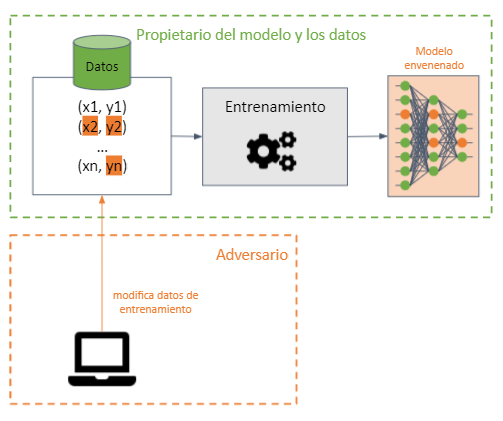 Propietario del modelo y los datos
Datos
(x1, y1)
(x2, y2)
...
(xn, yn)
Entrenamiento
Modelo
envenenado
Adversario
modifica datos de
entrenamiento